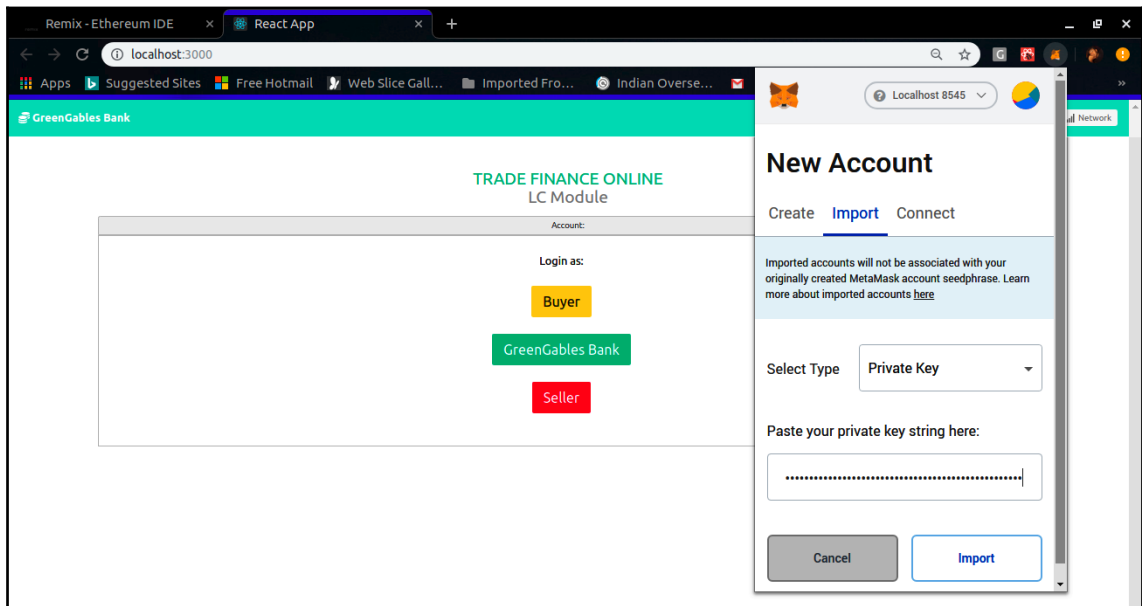 Remix - Ethereum IDE
React App
localhost:3000
Apps
Suggested Sites
Free Hotmail
Web Slice Gall...
Imported Fro...
Indian Overse...
»
GreenGables Bank
Network
TRADE FINANCE ONLINE
LC Module
Account:
Login as:
Buyer
GreenGables Bank
Seller
Localhost 8545
New Account
Create Import Connect
Imported accounts will not be associated with your
originally created MetaMask account seedphrase. Learn
more about imported accounts here
Select Type
Private Key
Paste your private key string here:
Cancel
Import